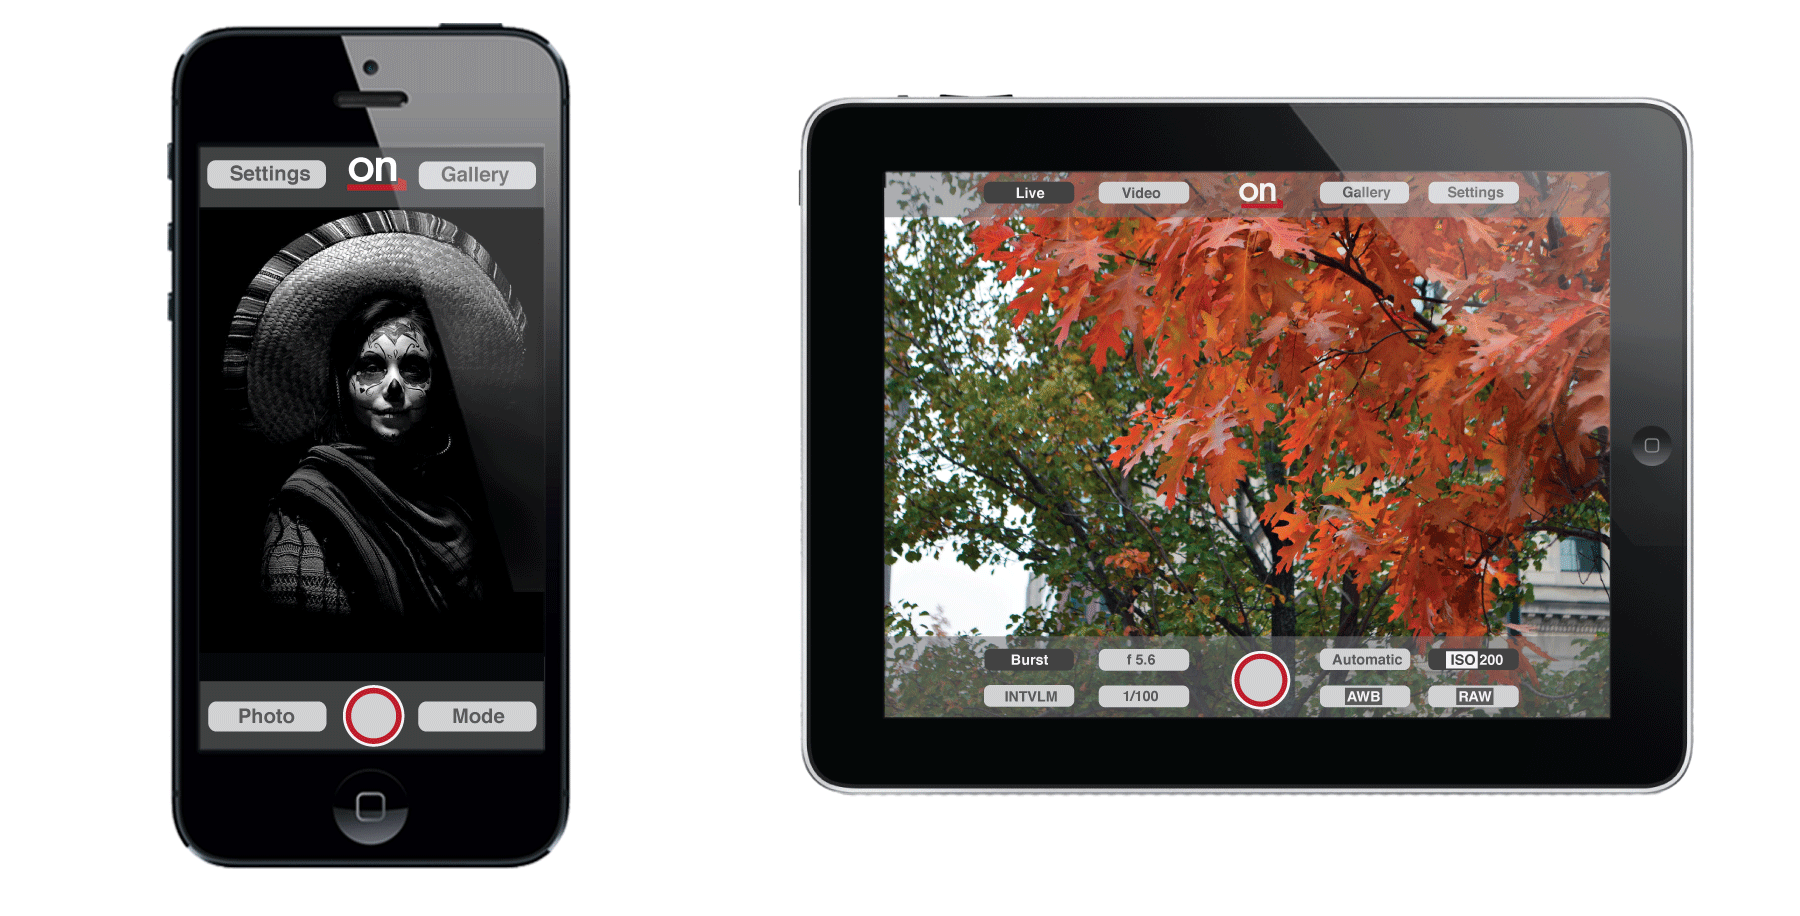 Settings on Gallery
Photo Mode
Live Video on Gallery Settings
Burst f 5.6 Automatic ISO 200
INTVLM 1/100 AWB RAW